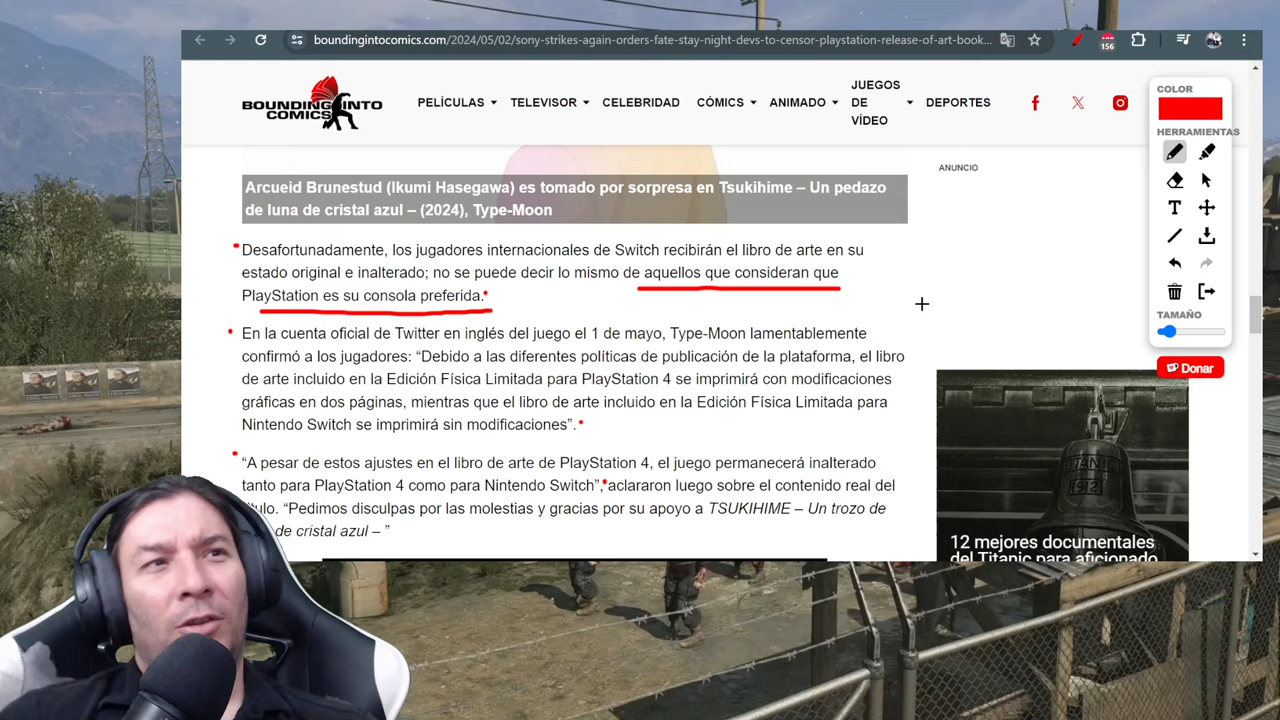 boundingintocomics.com/2024/05/02/sony-strikes-again-orders-fate-stay-night-devs-to-censor-playstation-release-of-art-book...
156
BOUNDING INTO
COMICS
PELÍCULAS
TELEVISOR
CELEBRIDAD
CÓMICS
ANIMADO
JUEGOS
DE
VÍDEO
DEPORTES
COLOR
HERRAMIENTAS
T
TAMAÑO
Donar
ANUNCIO
Arcueid Brunestud (Ikumi Hasegawa) es tomado por sorpresa en Tsukihime – Un pedazo
de luna de cristal azul – (2024), Type-Moon
Desafortunadamente, los jugadores internacionales de Switch recibirán el libro de arte en su
estado original e inalterado; no se puede decir lo mismo de aquellos que consideran que
PlayStation es su consola preferida.
En la cuenta oficial de Twitter en inglés del juego el 1 de mayo, Type-Moon lamentablemente
confirmó a los jugadores: “Debido a las diferentes políticas de publicación de la plataforma, el libro
de arte incluido en la Edición Física Limitada para PlayStation 4 se imprimirá con modificaciones
gráficas en dos páginas, mientras que el libro de arte incluido en la Edición Física Limitada para
Nintendo Switch se imprimirá sin modificaciones”.
“A pesar de estos ajustes en el libro de arte de PlayStation 4, el juego permanecerá inalterado
tanto para PlayStation 4 como para Nintendo Switch”, aclararon luego sobre el contenido real del
título. “Pedimos disculpas por las molestias y gracias por su apoyo a TSUKIHIME – Un trozo de
de cristal azul – ”
TITANIC
1912
12 mejores documentales
del Titanic para aficionado